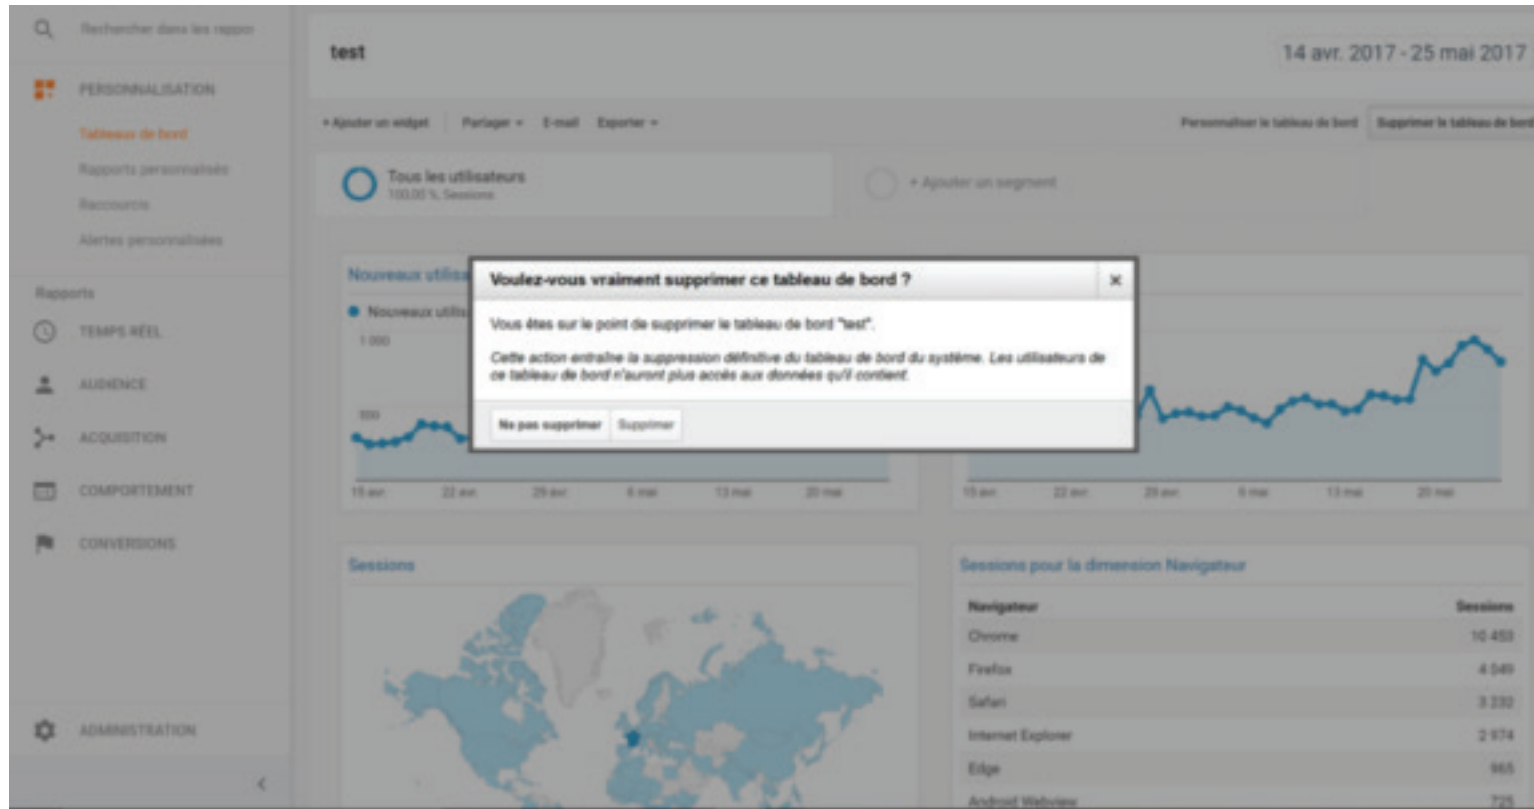 Rechercher dans les rappor
test
14 avr. 2017 - 25 mai 2017
PERSONNALISATION
Tableaux de bord
Rapports personnalisés
Raccourcis
Alertes personnalisées
+ Ajouter un widget Partager E-mail Exporter
Personnaliser le tableau de bord Supprimer le tableau de bord
Tous les utilisateurs
100,00 % Sessions
+ Ajouter un segment
Rapports
TEMPS RÉEL
AUDIENCE
ACQUISITION
COMPORTEMENT
CONVERSIONS
ADMINISTRATION
Nouveaux utilisa
Nouveaux utilis
1 000
500
15 avr. 22 avr. 29 avr. 6 mai 13 mai 20 mai
Voulez-vous vraiment supprimer ce tableau de bord ?
Vous êtes sur le point de supprimer le tableau de bord "test".
Cette action entraîne la suppression définitive du tableau de bord du système. Les utilisateurs de
ce tableau de bord n'auront plus accès aux données qu'il contient.
Ne pas supprimer Supprimer
15 avr. 22 avr. 29 avr. 6 mai 13 mai 20 mai
Sessions
Sessions pour la dimension Navigateur
Navigateur Sessions
Chrome 10 453
Firefox 4 049
Safari 3 232
Internet Explorer 2 974
Edge 965
Android Webview 725